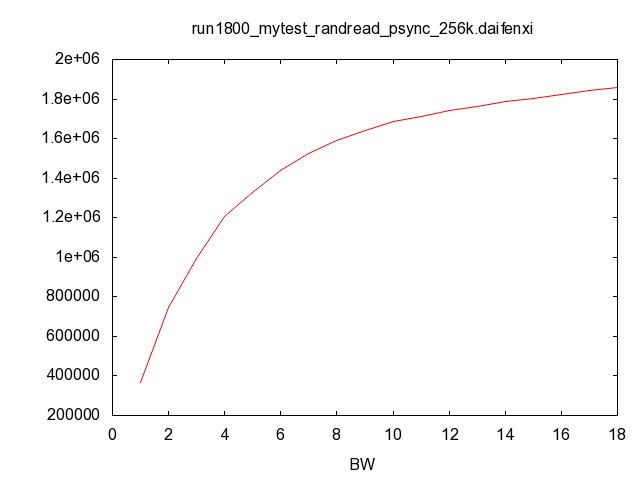 run1800_mytest_randread_psync_256k.daifenxi
2e+06
1.8e+06
1.6e+06
1.4e+06
1.2e+06
1e+06
800000
600000
400000
200000
0 2 4 6 8 10 12 14 16 18
BW